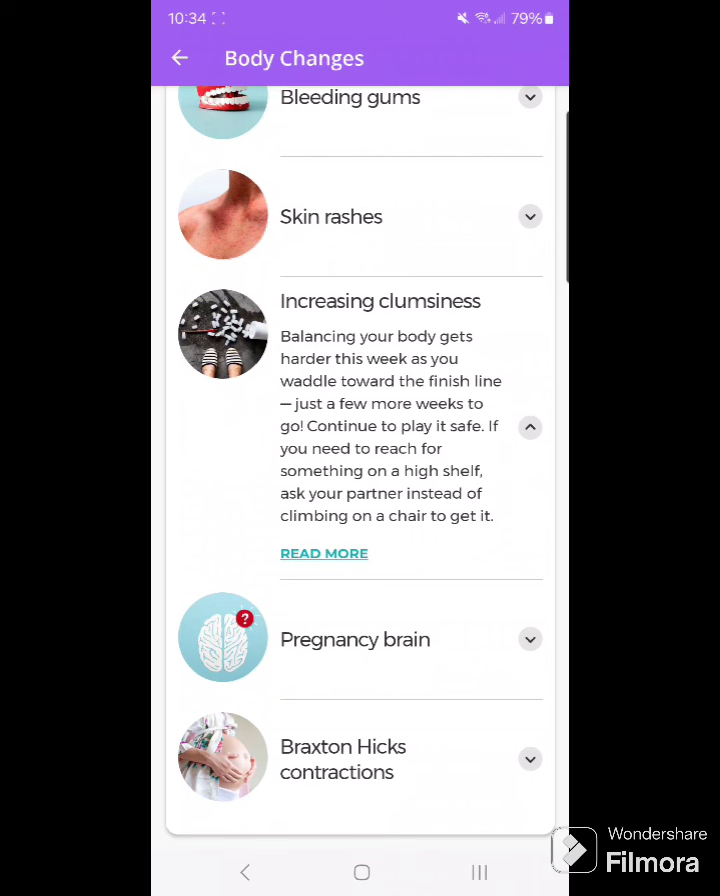 10:34
79%
Body Changes
Bleeding gums
Skin rashes
Increasing clumsiness
Balancing your body gets
harder this week as you
waddle toward the finish line
— just a few more weeks to
go! Continue to play it safe. If
you need to reach for
something on a high shelf,
ask your partner instead of
climbing on a chair to get it.
READ MORE
?
Pregnancy brain
Braxton Hicks
contractions
Wondershare
Filmora